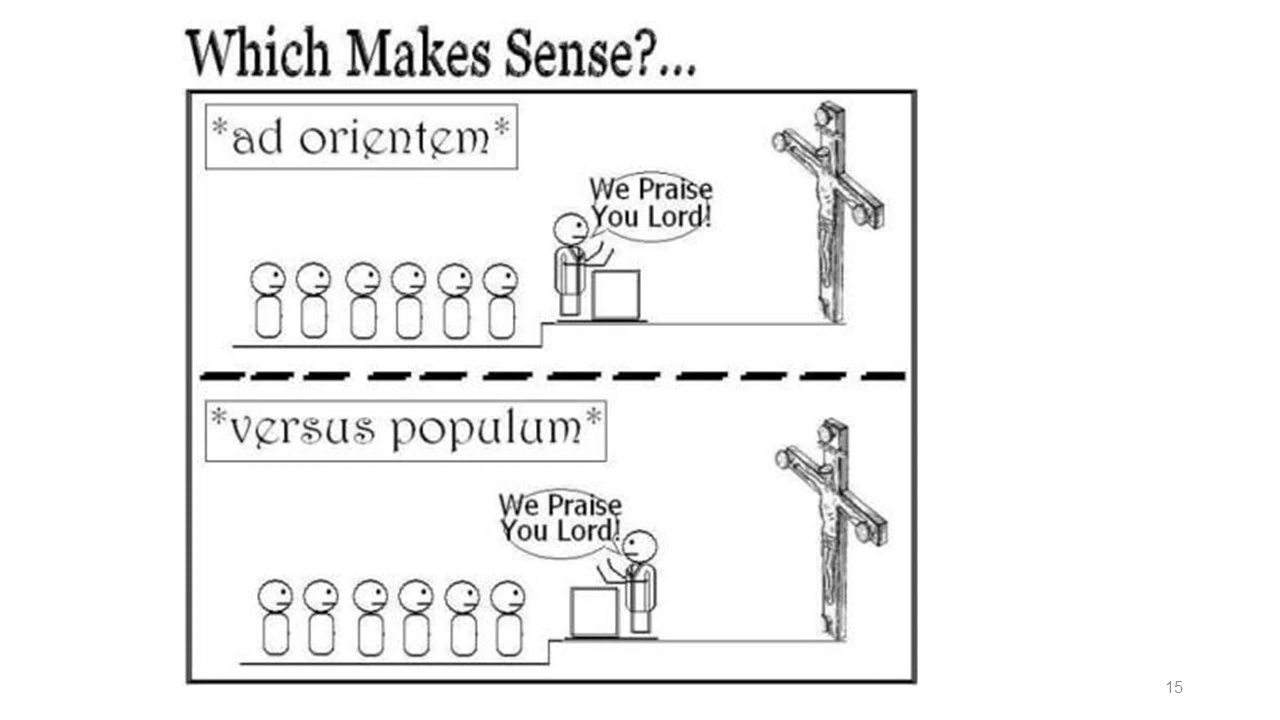 Which Makes Sense?...
*ad orientem*
We Praise
You Lord!
*versus populum*
We Praise
You Lord!
15